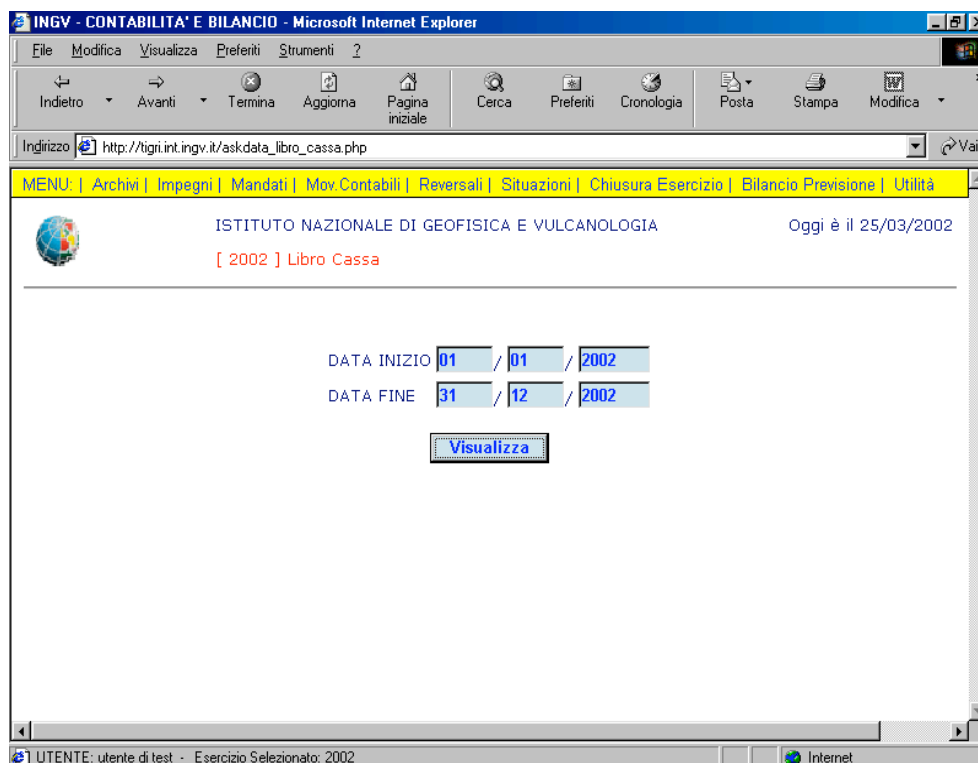 INGV - CONTABILITA' E BILANCIO - Microsoft Internet Explorer
File Modifica Visualizza Preferiti Strumenti ?
Indietro Avanti Termina Aggiorna Pagina iniziale Cerca Preferiti Cronologia Posta Stampa Modifica
Indirizzo http://tigri.int.ingv.it/askdata_libro_cassa.php Vai
MENU: | Archivi | Impegni | Mandati | Mov.Contabili | Reversali | Situazioni | Chiusura Esercizio | Bilancio Previsione | Utilità
ISTITUTO NAZIONALE DI GEOFISICA E VULCANOLOGIA Oggi è il 25/03/2002
[ 2002 ] Libro Cassa
DATA INIZIO 01 / 01 / 2002
DATA FINE 31 / 12 / 2002
Visualizza
UTENTE: utente di test - Esercizio Selezionato: 2002 Internet